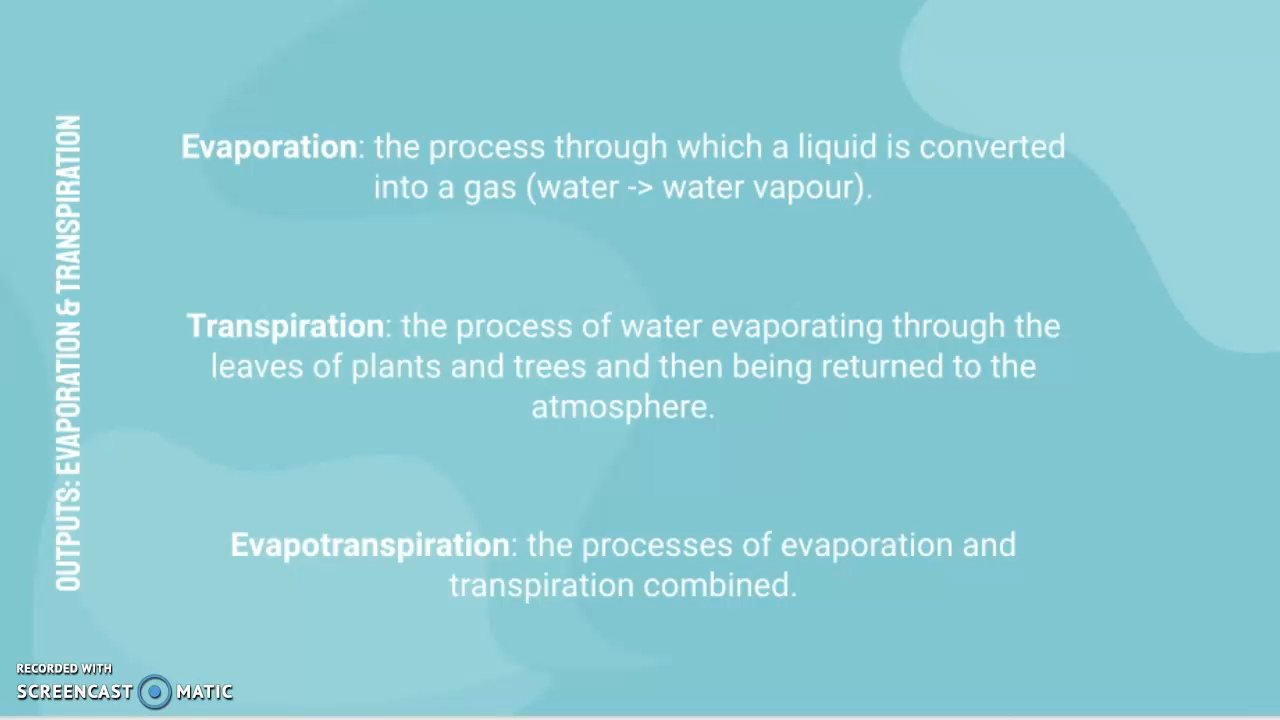 OUTPUTS: EVAPORATION & TRANSPIRATION
Evaporation: the process through which a liquid is converted
into a gas (water -> water vapour).
Transpiration: the process of water evaporating through the
leaves of plants and trees and then being returned to the
atmosphere.
Evapotranspiration: the processes of evaporation and
transpiration combined.
RECORDED WITH
SCREENCAST MATIC